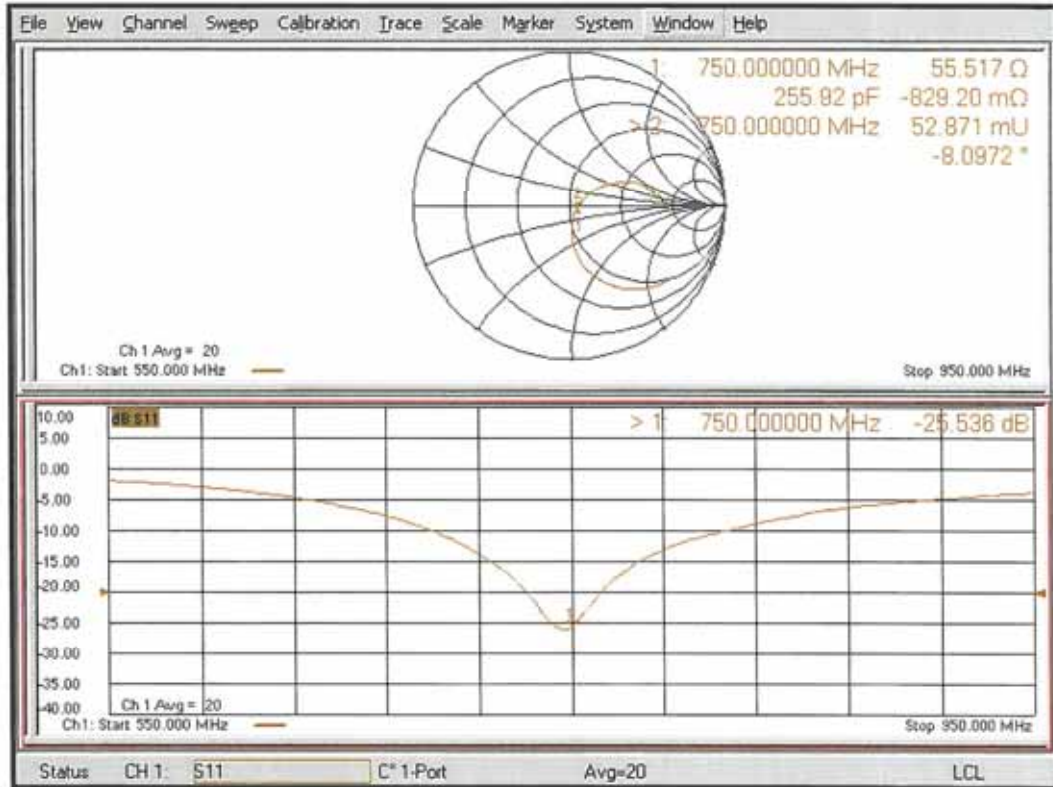 File View Channel Sweep Calibration Trace Scale Marker System Window Help
1: 750.000000 MHz 55.517 Ω
255.92 pF -829.20 mΩ
> 2: 750.000000 MHz 52.871 mU
-8.0972 °
Ch 1 Avg = 20
Ch1: Start 550.000 MHz Stop 950.000 MHz
10.00 dB S11 > 1: 750.000000 MHz -25.536 dB
5.00
0.00
-5.00
-10.00
-15.00
-20.00
-25.00
-30.00
-35.00
-40.00
Ch 1 Avg = 20
Ch1: Start 550.000 MHz Stop 950.000 MHz
Status CH 1: S11 C* 1-Port Avg=20 LCL